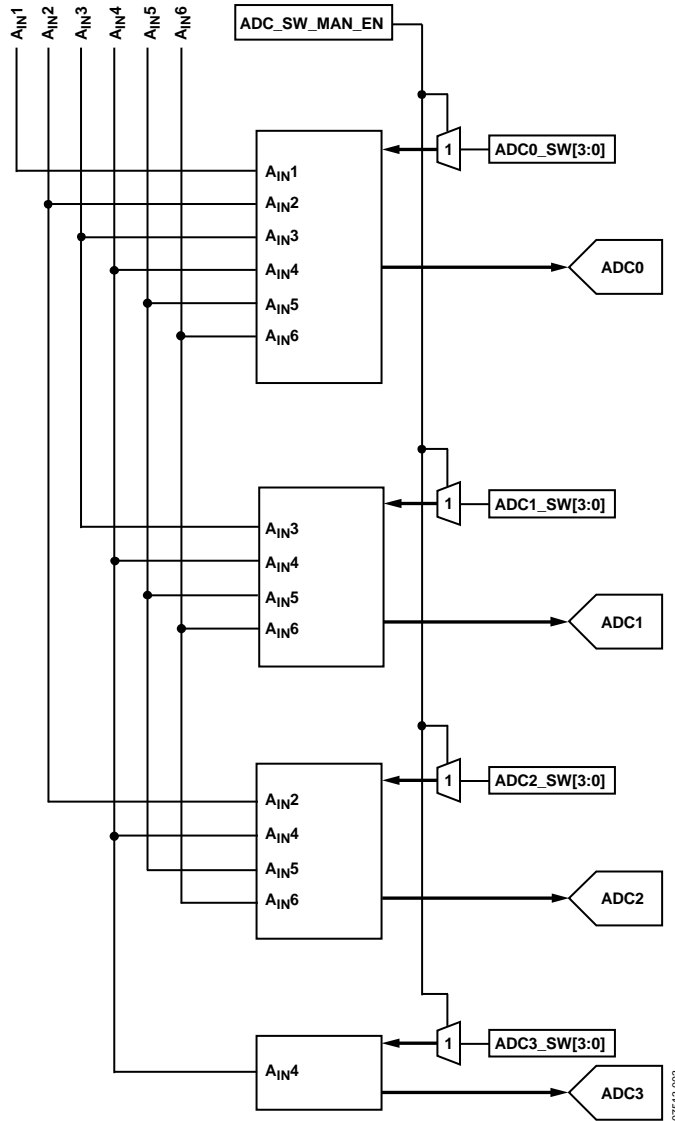 AIN1
AIN2
AIN3
AIN4
AIN5
AIN6
ADC_SW_MAN_EN
1
ADC0_SW[3:0]
AIN1
AIN2
AIN3
AIN4
AIN5
AIN6
ADC0
1
ADC1_SW[3:0]
AIN3
AIN4
AIN5
AIN6
ADC1
1
ADC2_SW[3:0]
AIN2
AIN4
AIN5
AIN6
ADC2
1
ADC3_SW[3:0]
AIN4
ADC3